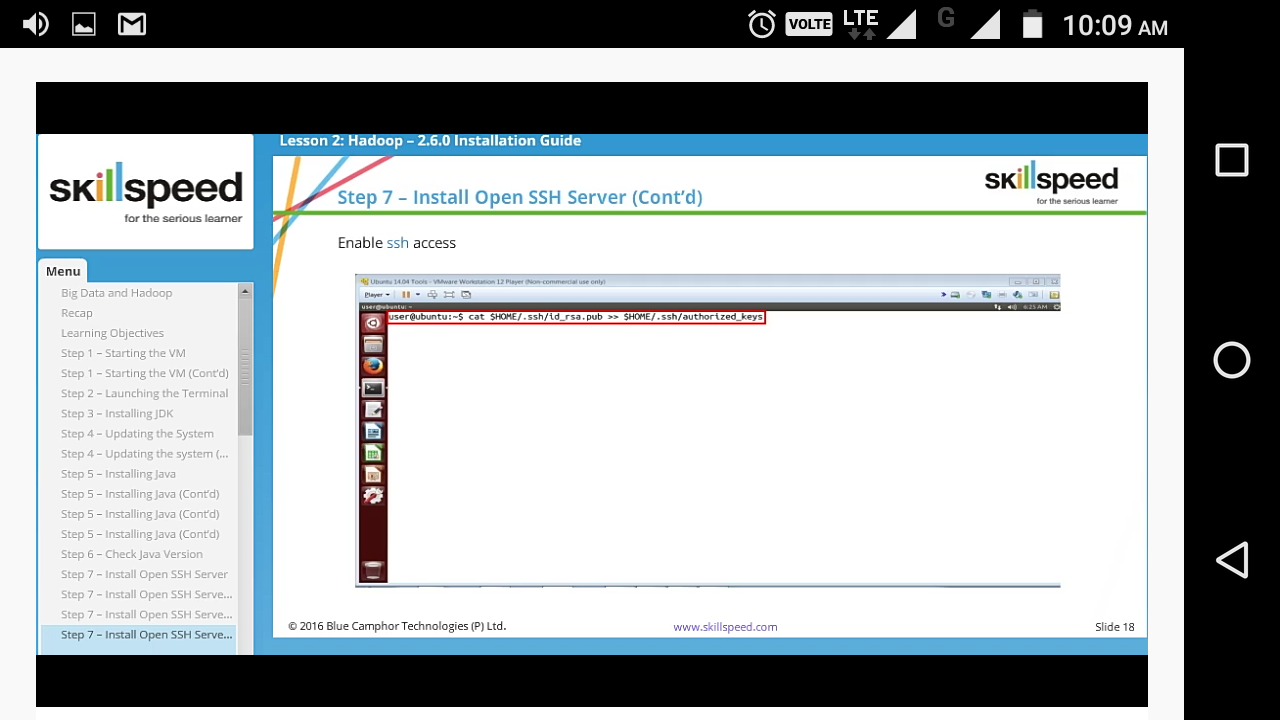 VOLTE LTE G 10:09 AM
Lesson 2: Hadoop – 2.6.0 Installation Guide
skillspeed
for the serious learner
Menu
Big Data and Hadoop
Recap
Learning Objectives
Step 1 – Starting the VM
Step 1 – Starting the VM (Cont'd)
Step 2 – Launching the Terminal
Step 3 – Installing JDK
Step 4 – Updating the System
Step 4 – Updating the system (...
Step 5 – Installing Java
Step 5 – Installing Java (Cont'd)
Step 5 – Installing Java (Cont'd)
Step 5 – Installing Java (Cont'd)
Step 6 – Check Java Version
Step 7 – Install Open SSH Server
Step 7 – Install Open SSH Serve...
Step 7 – Install Open SSH Serve...
Step 7 – Install Open SSH Serve...
Step 7 – Install Open SSH Server (Cont'd)
skillspeed
for the serious learner
Enable ssh access
Ubuntu 14.04 Tools - VMware Workstation 12 Player (Non-commercial use only)
Player
user@ubuntu: ~ 6:25 AM
user@ubuntu:~$ cat $HOME/.ssh/id_rsa.pub >> $HOME/.ssh/authorized_keys
© 2016 Blue Camphor Technologies (P) Ltd. www.skillspeed.com Slide 18